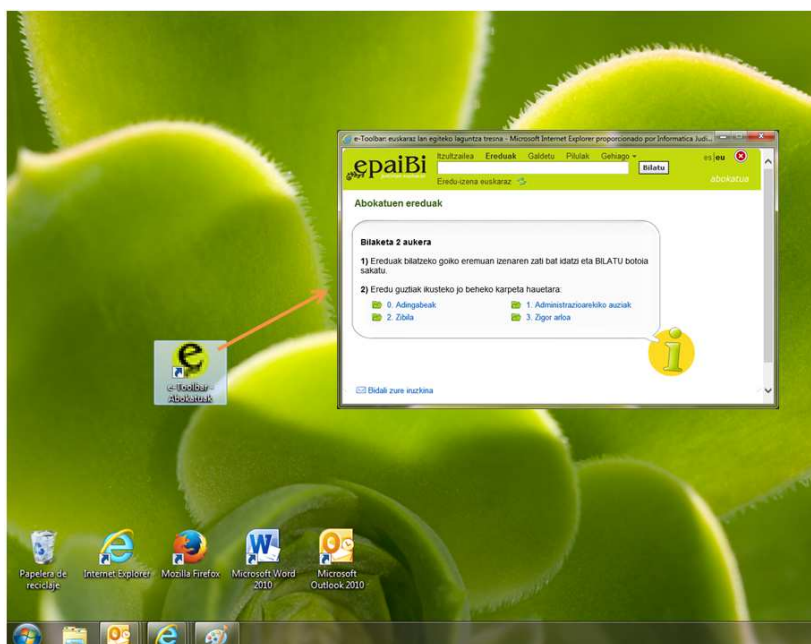 e-Toolbar: euskaraz lan egiteko laguntza tresna - Microsoft Internet Explorer proporcionado por Informatica Judi...
epaiBi
Itzultzailea Ereduak Galdetu Pilulak Gehiago
es|eu
Bilatu
Eredu-izena euskaraz
abokatua
Abokatuen ereduak
Bilaketa 2 aukera
1) Ereduak bilatzeko goiko eremuan izenaren zati bat idatzi eta BILATU botoia
sakatu.
2) Eredu guztiak ikusteko jo beheko karpeta hauetara:
0. Adingabeak 1. Administrazioarekiko auziak
2. Zibila 3. Zigor arloa
Bidali zure iruzkina
e-Toolbar -
Abokatuak
Papelera de
reciclaje
Internet Explorer
Mozilla Firefox
Microsoft Word
2010
Microsoft
Outlook 2010